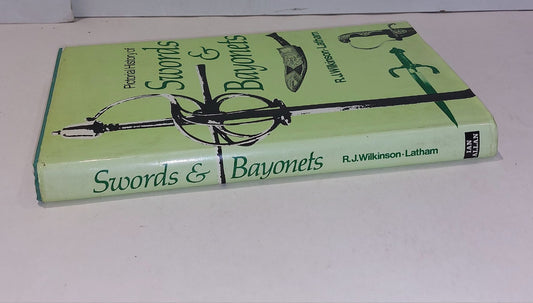 Pictorial History of
Swords
&
Bayonets
R.J.Wilkinson-Latham
Swords & Bayonets
R.J.Wilkinson-Latham
IAN
ALLAN